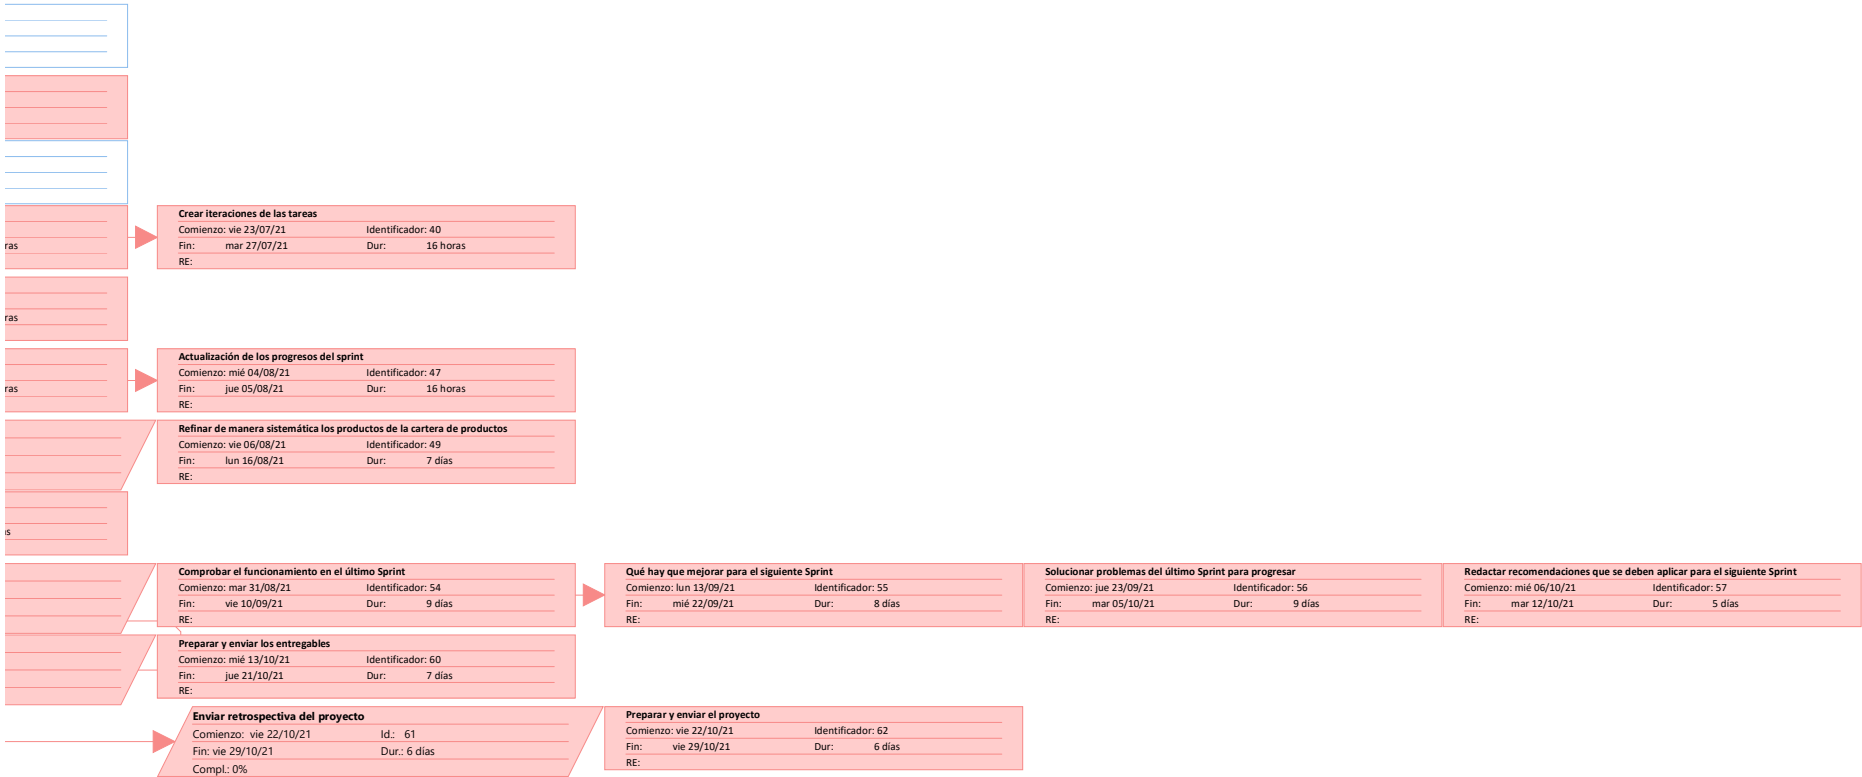 Crear iteraciones de las tareas
Comienzo: vie 23/07/21 Identificador: 40
ras
Fin: mar 27/07/21 Dur: 16 horas
RE:
ras
Actualización de los progresos del sprint
Comienzo: mié 04/08/21 Identificador: 47
ras
Fin: jue 05/08/21 Dur: 16 horas
RE:
Refinar de manera sistemática los productos de la cartera de productos
Comienzo: vie 06/08/21 Identificador: 49
Fin: lun 16/08/21 Dur: 7 días
RE:
as
Comprobar el funcionamiento en el último Sprint
Comienzo: mar 31/08/21 Identificador: 54
Fin: vie 10/09/21 Dur: 9 días
RE:
Qué hay que mejorar para el siguiente Sprint
Comienzo: lun 13/09/21 Identificador: 55
Fin: mié 22/09/21 Dur: 8 días
RE:
Solucionar problemas del último Sprint para progresar
Comienzo: jue 23/09/21 Identificador: 56
Fin: mar 05/10/21 Dur: 9 días
RE:
Redactar recomendaciones que se deben aplicar para el siguiente Sprint
Comienzo: mié 06/10/21 Identificador: 57
Fin: mar 12/10/21 Dur: 5 días
RE:
Preparar y enviar los entregables
Comienzo: mié 13/10/21 Identificador: 60
Fin: jue 21/10/21 Dur: 7 días
RE:
Enviar retrospectiva del proyecto
Comienzo: vie 22/10/21 Id.: 61
Fin: vie 29/10/21 Dur.: 6 días
Compl.: 0%
Preparar y enviar el proyecto
Comienzo: vie 22/10/21 Identificador: 62
Fin: vie 29/10/21 Dur: 6 días
RE: